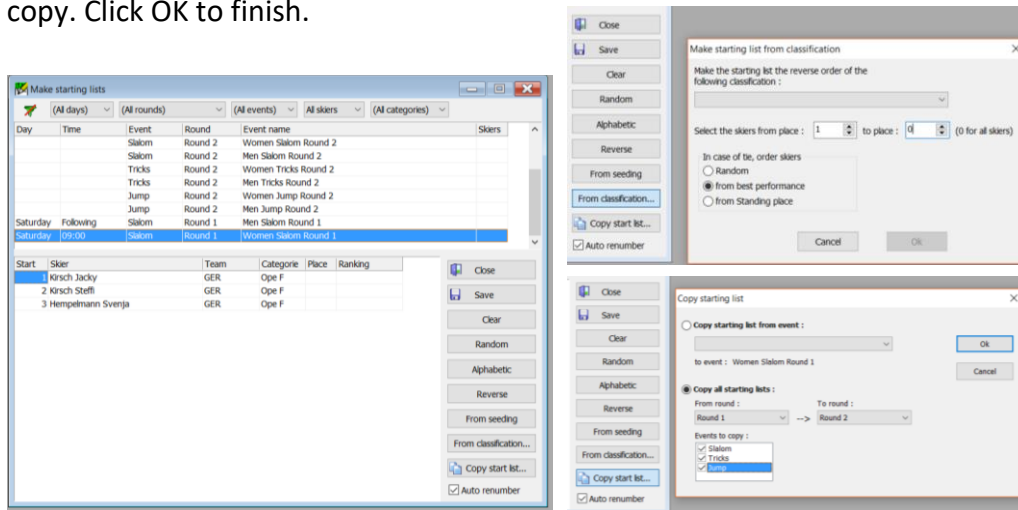 copy. Click OK to finish.
Make starting lists
(All days) (All rounds) (All events) All skiers (All categories)
Day Time Event Round Event name Skiers
Slalom Round 2 Women Slalom Round 2
Slalom Round 2 Men Slalom Round 2
Tricks Round 2 Women Tricks Round 2
Tricks Round 2 Men Tricks Round 2
Jump Round 2 Women Jump Round 2
Jump Round 2 Men Jump Round 2
Saturday Following Slalom Round 1 Men Slalom Round 1
Saturday 09:00 Slalom Round 1 Women Slalom Round 1
Start Skier Team Categorie Place Ranking
1 Kirsch Jacky GER Ope F
2 Kirsch Steffi GER Ope F
3 Hempelmann Svenja GER Ope F
Close
Save
Clear
Random
Alphabetic
Reverse
From seeding
From classification...
Copy start list...
Auto renumber
Close
Save
Clear
Random
Alphabetic
Reverse
From seeding
From classification...
Copy start list...
Auto renumber
Make starting list from classification
Make the starting list the reverse order of the
following classification :
Select the skiers from place : 1 to place : 0 (0 for all skiers)
In case of tie, order skiers
Random
from best performance
from Standing place
Cancel Ok
Close
Save
Clear
Random
Alphabetic
Reverse
From seeding
From classification...
Copy start list...
Auto renumber
Copy starting list
Copy starting list from event :
Ok
to event : Women Slalom Round 1
Cancel
Copy all starting lists :
From round : To round :
Round 1 --> Round 2
Events to copy :
Slalom
Tricks
Jump